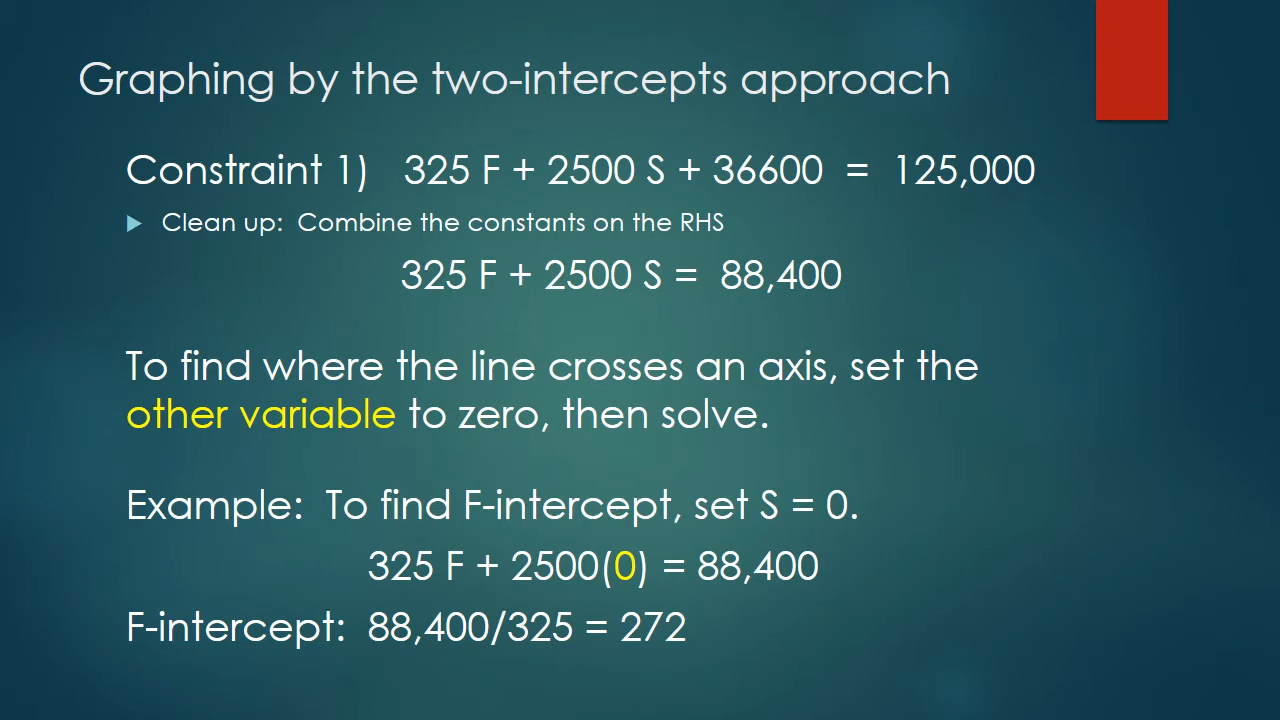 Graphing by the two-intercepts approach
Constraint 1) 325 F + 2500 S + 36600 = 125,000
Clean up: Combine the constants on the RHS
325 F + 2500 S = 88,400
To find where the line crosses an axis, set the
other variable to zero, then solve.
Example: To find F-intercept, set S = 0.
325 F + 2500(0) = 88,400
F-intercept: 88,400/325 = 272